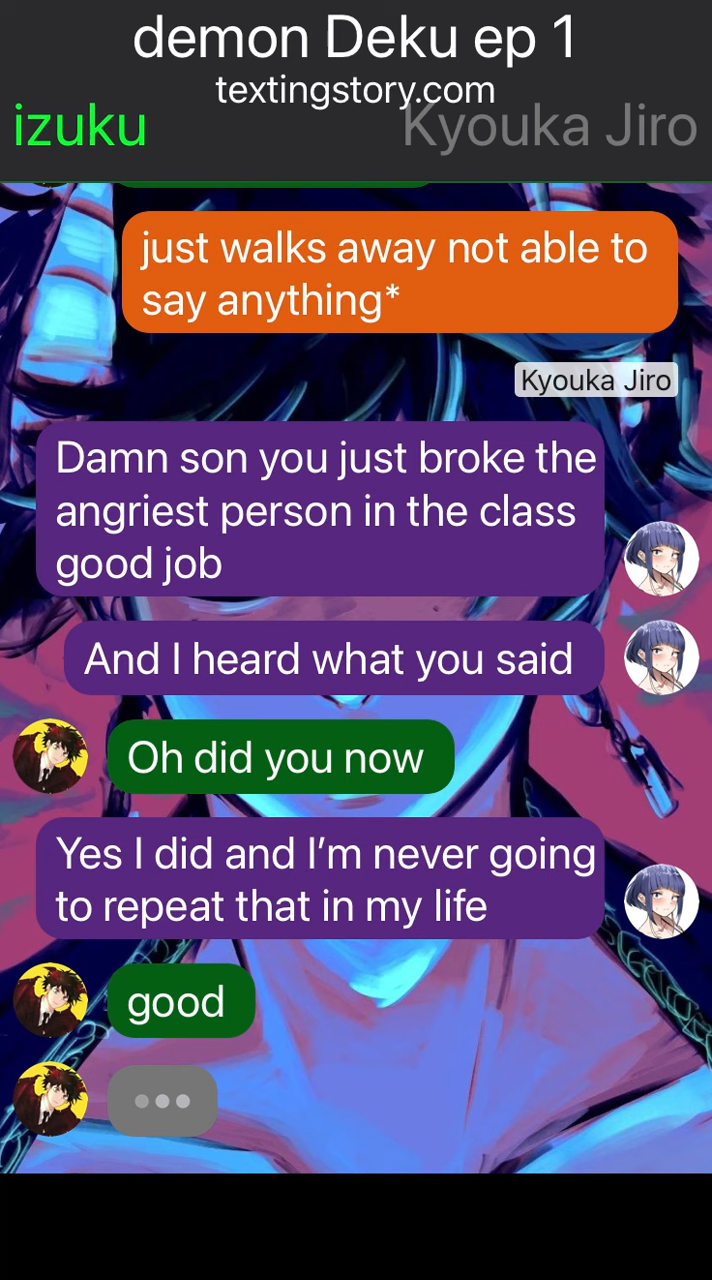 demon Deku ep 1
textingstory.com
izuku
Kyouka Jiro
just walks away not able to
say anything*
Kyouka Jiro
Damn son you just broke the
angriest person in the class
good job
And I heard what you said
Oh did you now
Yes I did and I’m never going
to repeat that in my life
good